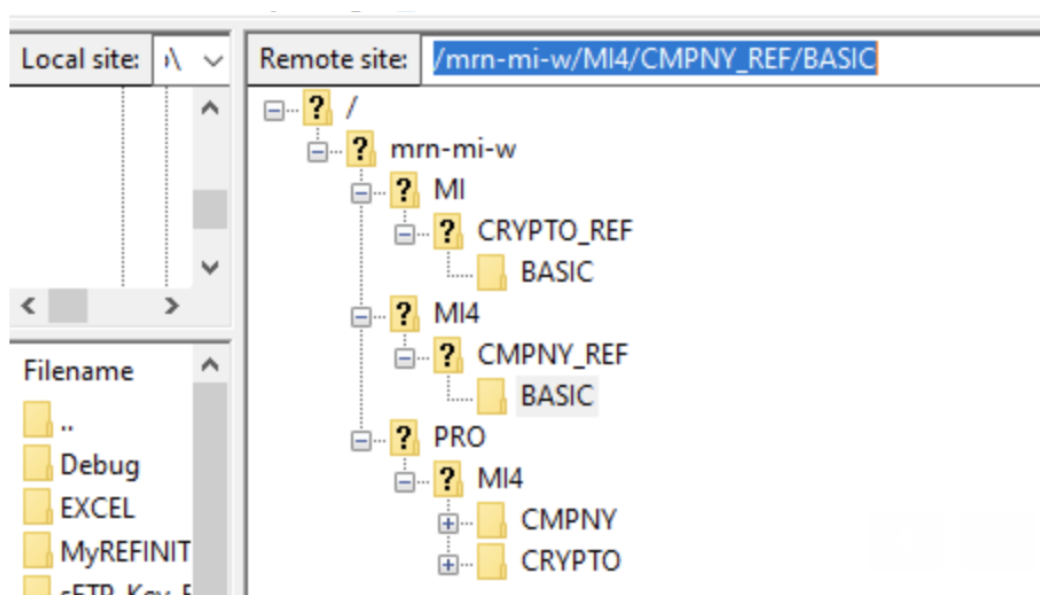 Local site: \
Remote site: /mrn-mi-w/MI4/CMPNY_REF/BASIC
? /
? mrn-mi-w
? MI
? CRYPTO_REF
BASIC
? MI4
? CMPNY_REF
BASIC
? PRO
? MI4
CMPNY
CRYPTO
Filename
..
Debug
EXCEL
MyREFINIT